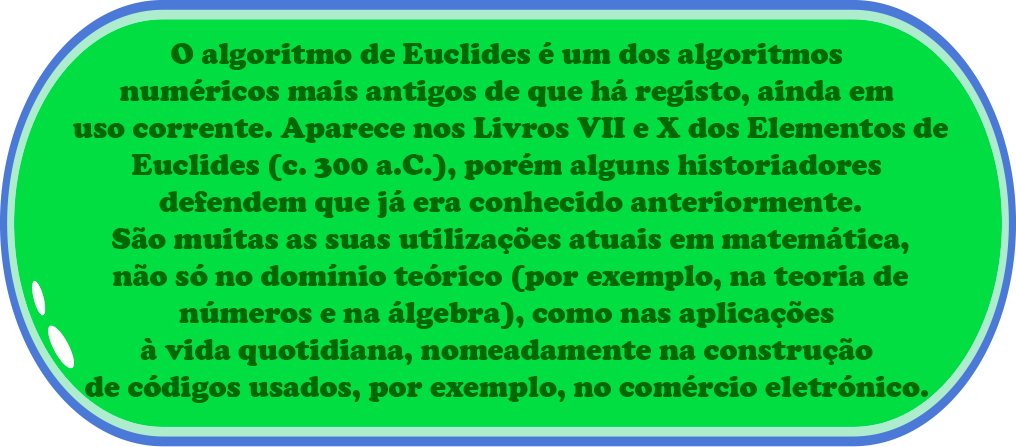 O algoritmo de Euclides é um dos algoritmos
numéricos mais antigos de que há registo, ainda em
uso corrente. Aparece nos Livros VII e X dos Elementos de
Euclides (c. 300 a.C.), porém alguns historiadores
defendem que já era conhecido anteriormente.
São muitas as suas utilizações atuais em matemática,
não só no domínio teórico (por exemplo, na teoria de
números e na álgebra), como nas aplicações
à vida quotidiana, nomeadamente na construção
de códigos usados, por exemplo, no comércio eletrónico.